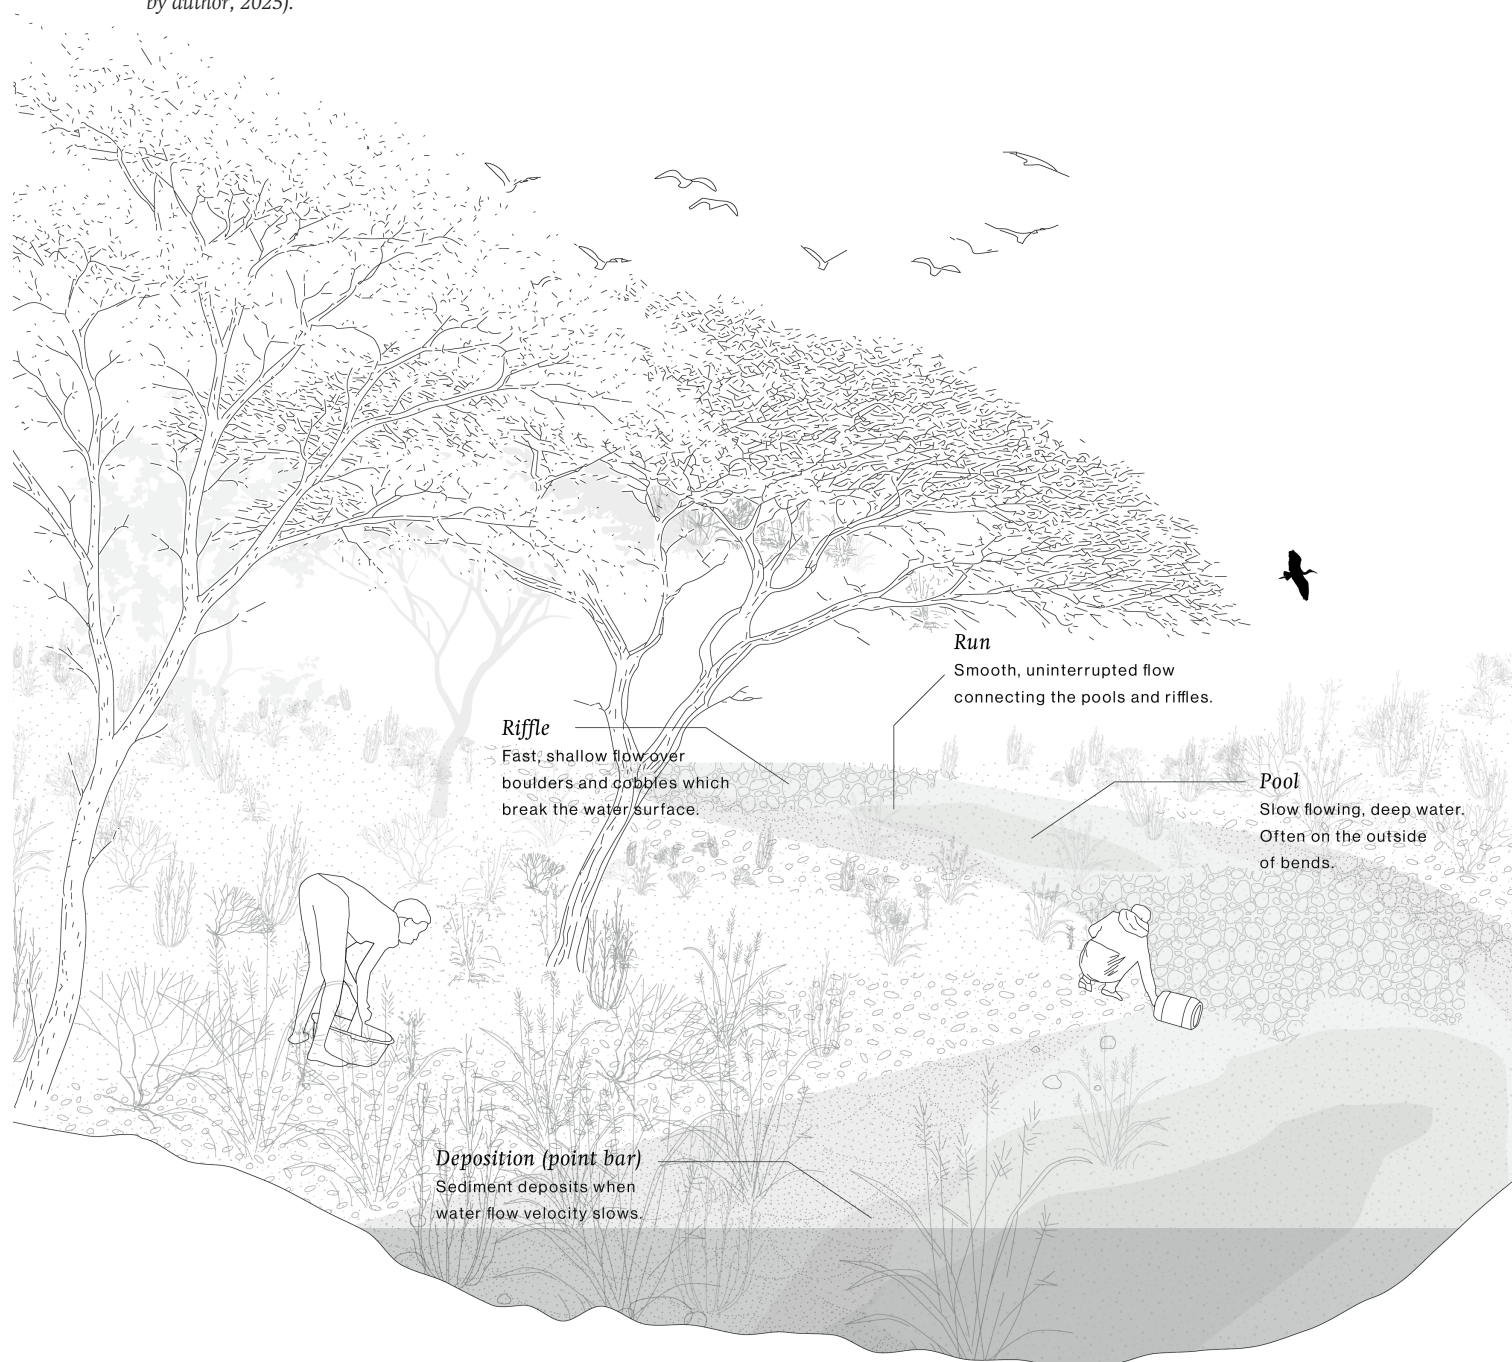 by author, 2025).
Run
Smooth, uninterrupted flow
connecting the pools and riffles.
Riffle
Fast, shallow flow over
boulders and cobbles which
break the water surface.
Pool
Slow flowing, deep water.
Often on the outside
of bends.
Deposition (point bar)
Sediment deposits when
water flow velocity slows.